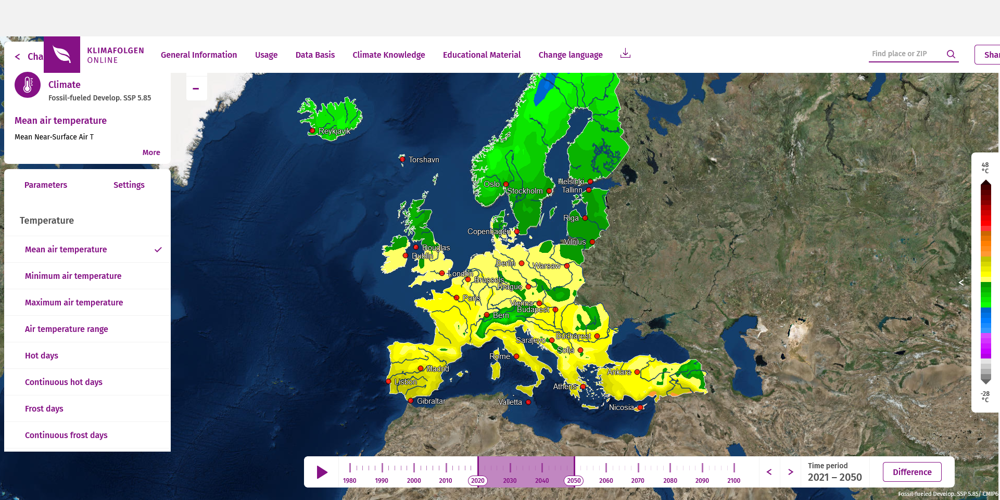 < Cha
KLIMAFOLGEN
ONLINE
General Information
Usage
Data Basis
Climate Knowledge
Educational Material
Change language
Find place or ZIP
Shar
Climate
Fossil-fueled Develop. SSP 5.85
Mean air temperature
Mean Near-Surface Air T
More
Parameters
Settings
Temperature
Mean air temperature
Minimum air temperature
Maximum air temperature
Air temperature range
Hot days
Continuous hot days
Frost days
Continuous frost days
Reykjavik
Torshavn
Oslo
Stockholm
Helsinki
Tallinn
Riga
Copenhagen
Vilnius
Douglas
Dublin
Berlin
Warsaw
London
Brussels
Prague
Paris
Vienna
Budapest
Bern
Sarajevo
Bucharest
Sofia
Rome
Madrid
Ankara
Lisbon
Athens
Gibraltar
Valletta
Nicosia
48
°C
<
-28
°C
1980
1990
2000
2010
2020
2030
2040
2050
2060
2070
2080
2090
2100
< >
Time period
2021 – 2050
Difference
Fossil-fueled Develop. SSP 5.85/ CMIP6